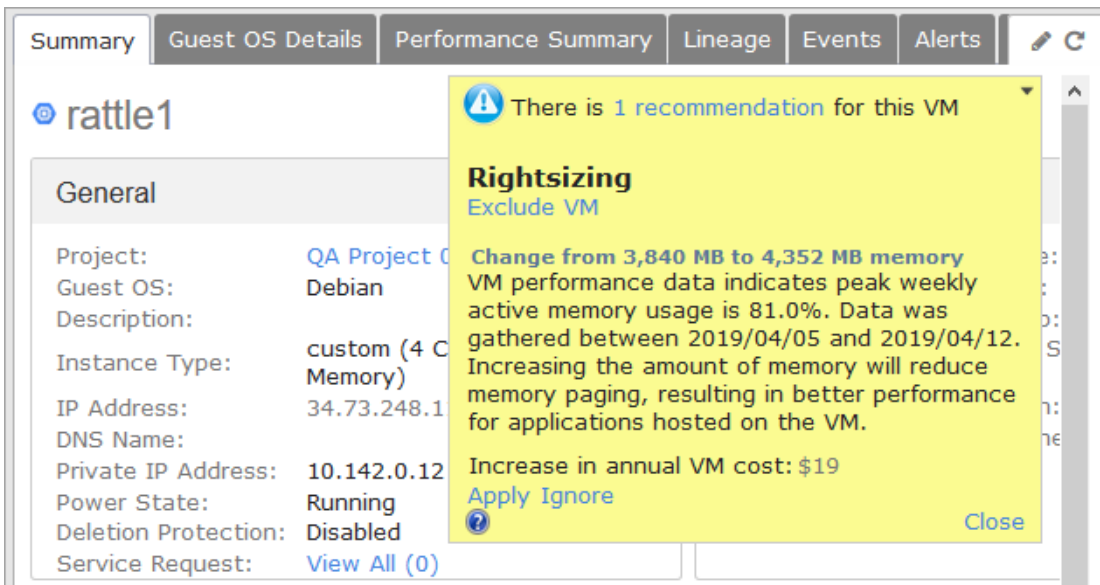 Summary Guest OS Details Performance Summary Lineage Events Alerts
rattle1
There is 1 recommendation for this VM
Rightsizing
Exclude VM
Change from 3,840 MB to 4,352 MB memory
VM performance data indicates peak weekly
active memory usage is 81.0%. Data was
gathered between 2019/04/05 and 2019/04/12.
Increasing the amount of memory will reduce
memory paging, resulting in better performance
for applications hosted on the VM.
Increase in annual VM cost: $19
Apply Ignore
Close
General
Project: QA Project
Guest OS: Debian
Description:
Instance Type: custom (4
Memory)
IP Address: 34.73.248.1
DNS Name:
Private IP Address: 10.142.0.12
Power State: Running
Deletion Protection: Disabled
Service Request: View All (0)